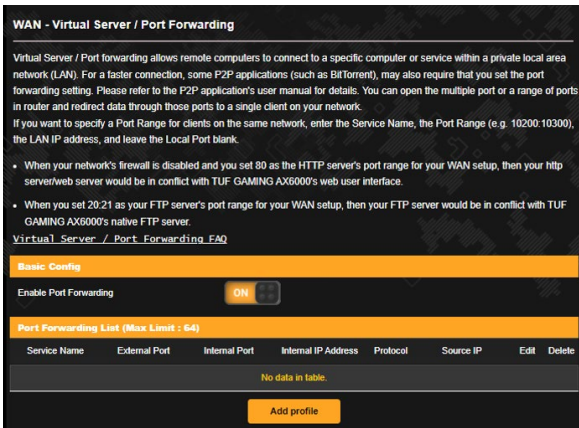 WAN - Virtual Server / Port Forwarding
Virtual Server / Port forwarding allows remote computers to connect to a specific computer or service within a private local area
network (LAN). For a faster connection, some P2P applications (such as BitTorrent), may also require that you set the port
forwarding setting. Please refer to the P2P application's user manual for details. You can open the multiple port or a range of ports
in router and redirect data through those ports to a single client on your network.
If you want to specify a Port Range for clients on the same network, enter the Service Name, the Port Range (e.g. 10200:10300),
the LAN IP address, and leave the Local Port blank.
• When your network's firewall is disabled and you set 80 as the HTTP server's port range for your WAN setup, then your http
server/web server would be in conflict with TUF GAMING AX6000's web user interface.
• When you set 20:21 as your FTP server's port range for your WAN setup, then your FTP server would be in conflict with TUF
GAMING AX6000's native FTP server.
Virtual Server / Port Forwarding FAQ
Basic Config
Enable Port Forwarding ON
Port Forwarding List (Max Limit : 64)
Service Name External Port Internal Port Internal IP Address Protocol Source IP Edit Delete
No data in table.
Add profile